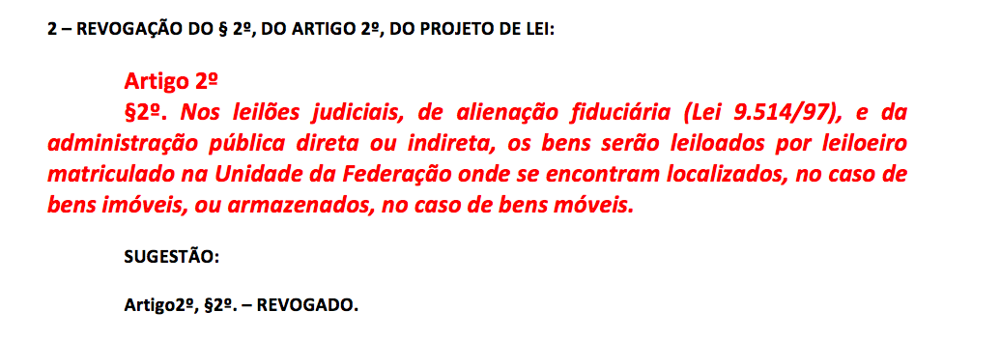 2 – REVOGAÇÃO DO § 2º, DO ARTIGO 2º, DO PROJETO DE LEI:
Artigo 2º
§2º. Nos leilões judiciais, de alienação fiduciária (Lei 9.514/97), e da
administração pública direta ou indireta, os bens serão leiloados por leiloeiro
matriculado na Unidade da Federação onde se encontram localizados, no caso de
bens imóveis, ou armazenados, no caso de bens móveis.
SUGESTÃO:
Artigo2º, §2º. – REVOGADO.